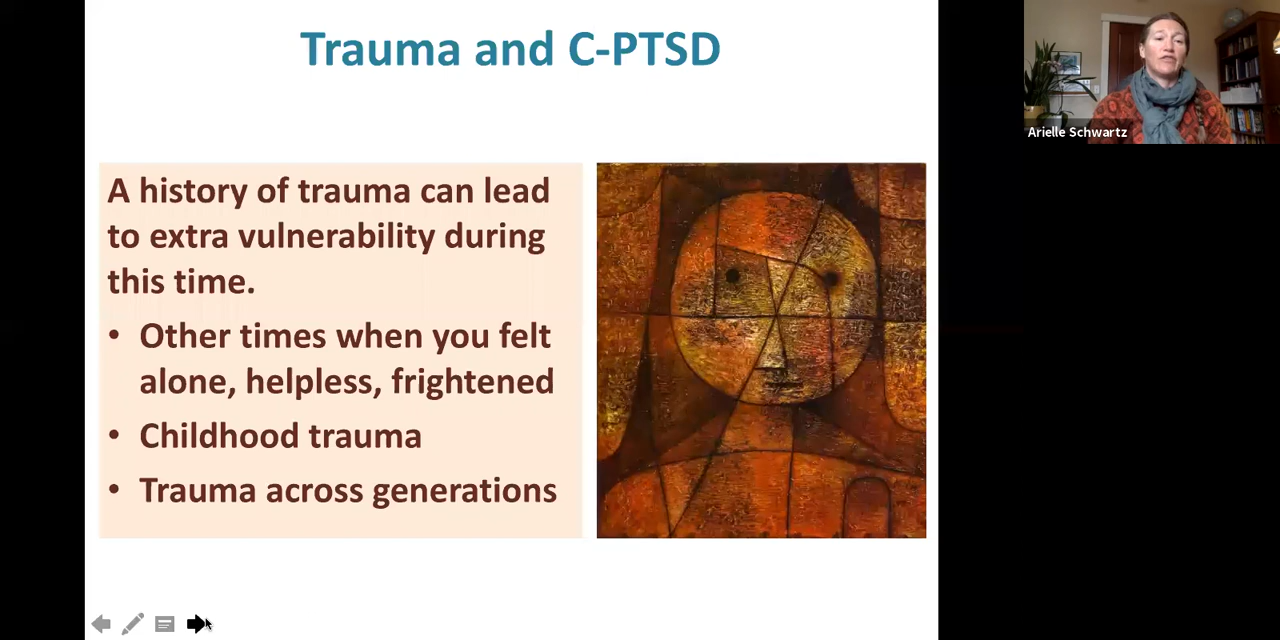 Trauma and C-PTSD
A history of trauma can lead
to extra vulnerability during
this time.
• Other times when you felt
alone, helpless, frightened
• Childhood trauma
• Trauma across generations
Arielle Schwartz